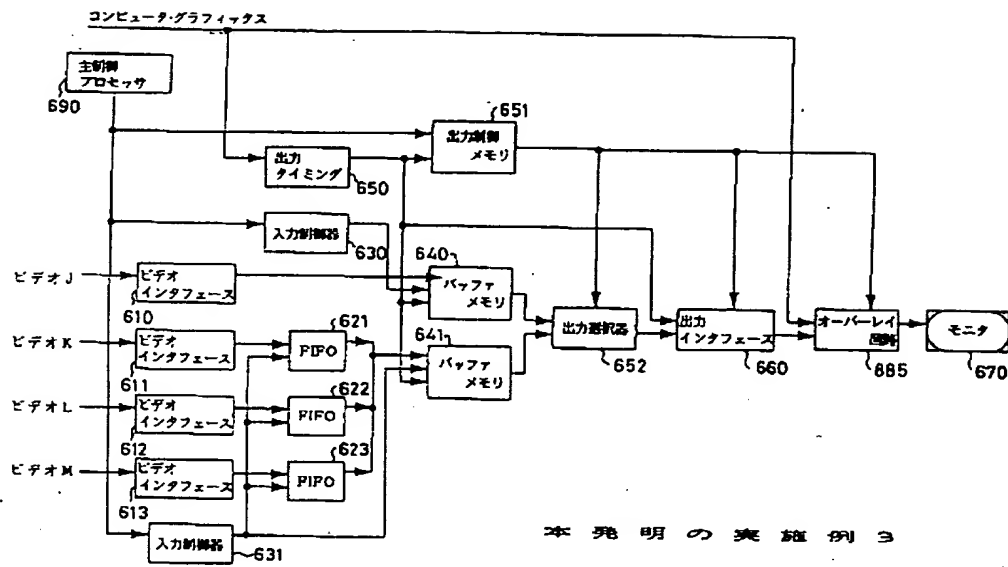 コンピュータ・グラフィックス
主制御
プロセッサ
690
651
出力制御
メモリ
出力
タイミング
650
入力制御器
630
ビデオJ
ビデオ
インタフェース
610
640
バッファ
メモリ
ビデオK
ビデオ
インタフェース
611
621
FIFO
641
バッファ
メモリ
出力選択器
652
出力
インタフェース
660
オーバーレイ
回路
685
モニタ
670
ビデオL
ビデオ
インタフェース
612
622
FIFO
ビデオM
ビデオ
インタフェース
613
623
FIFO
入力制御器
631
本発明の実施例3